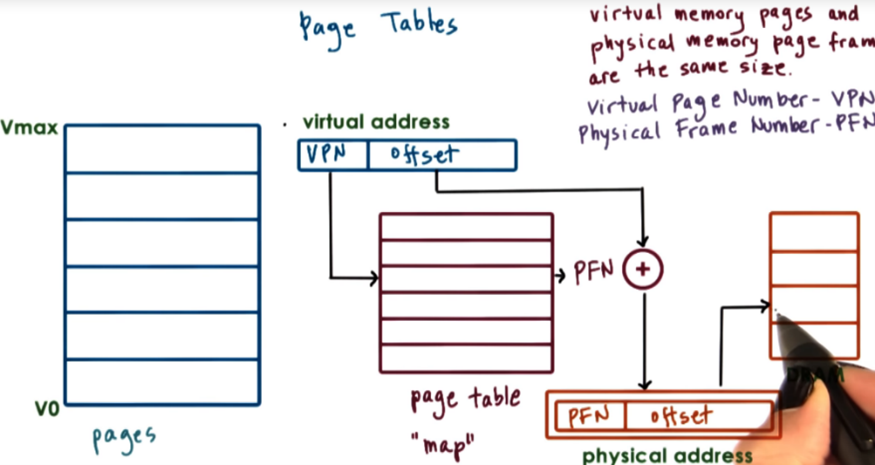 Page Tables
virtual memory pages and
physical memory page fram
are the same size.
Virtual Page Number- VPN
Physical Frame Number-PFN
Vmax
virtual address
VPN offset
PFN
+
V0
pages
page table
"map"
PFN offset
physical address